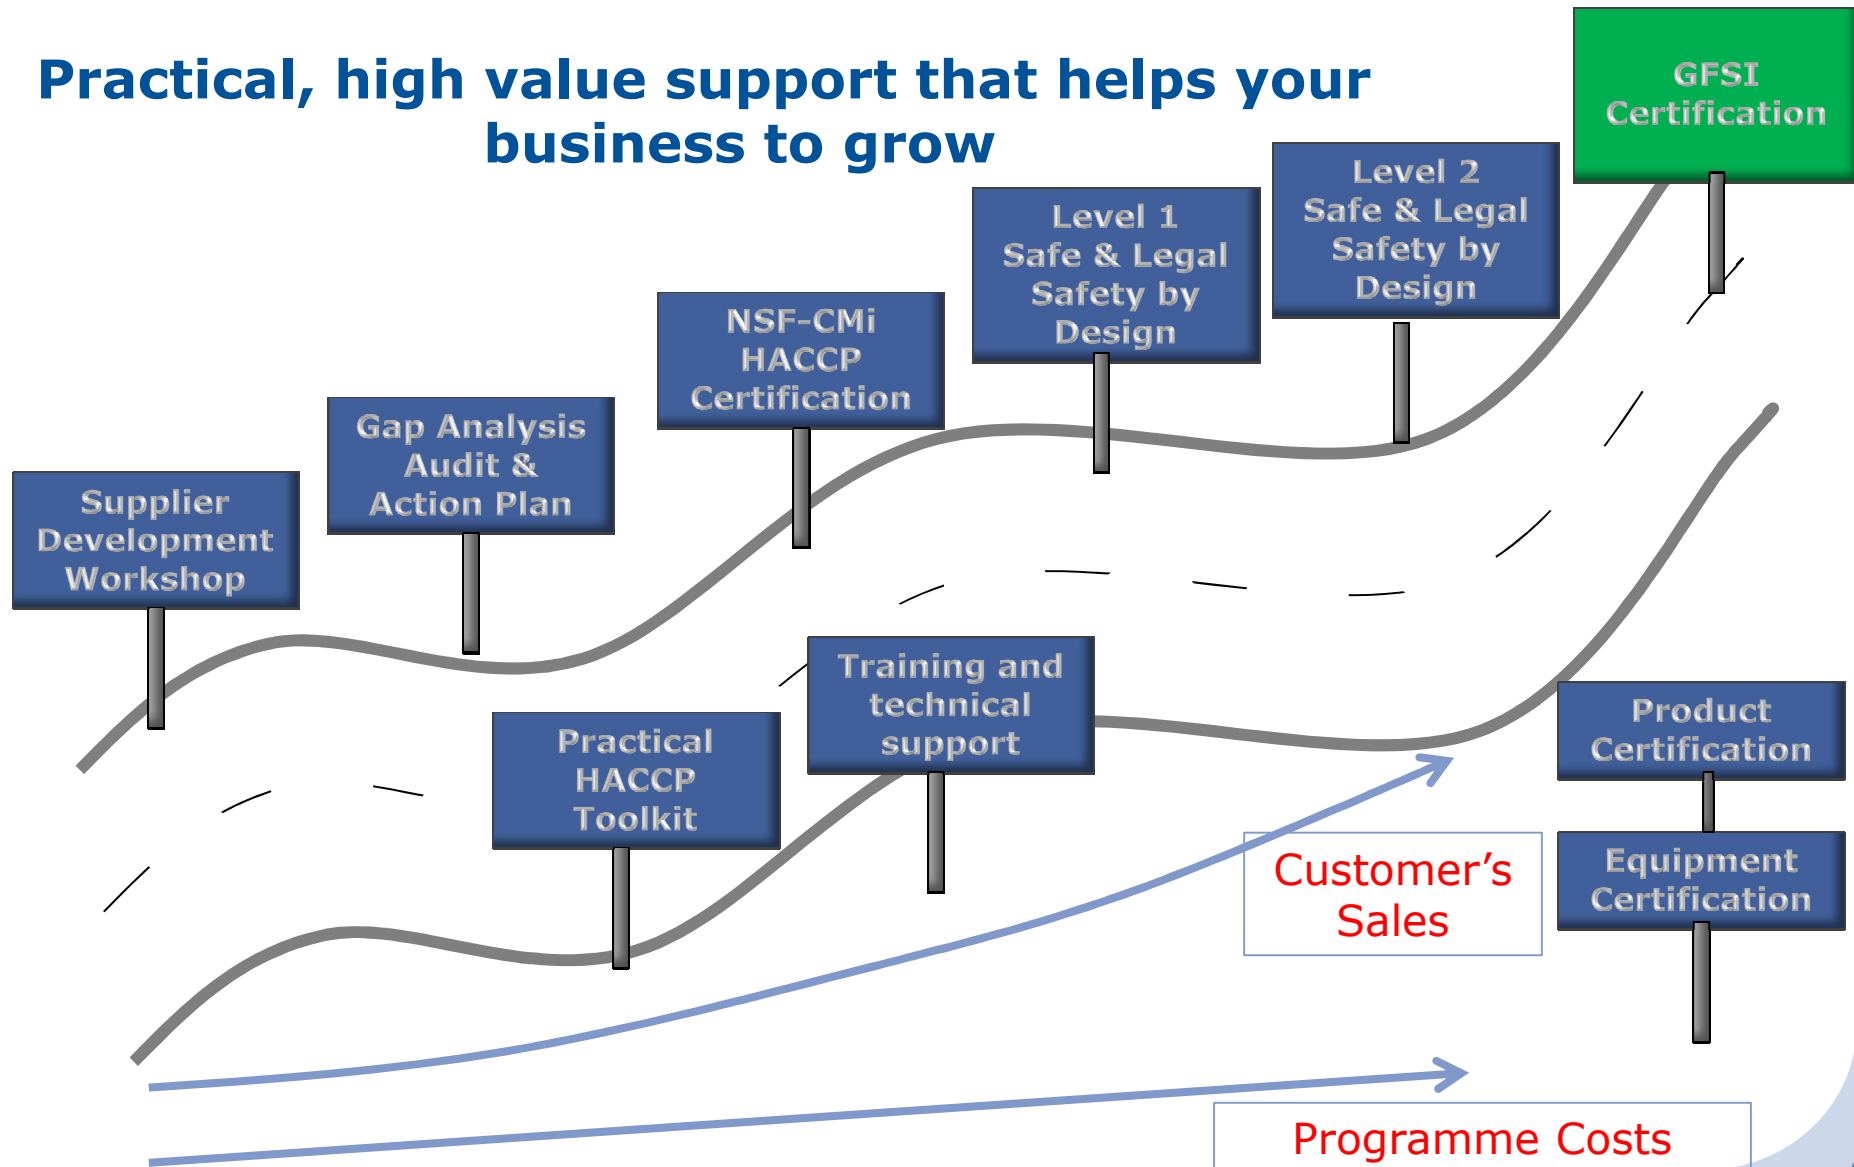 Practical, high value support that helps your
business to grow
GFSI
Certification
Level 2
Safe & Legal
Safety by
Design
Level 1
Safe & Legal
Safety by
Design
NSF-CMi
HACCP
Certification
Gap Analysis
Audit &
Action Plan
Supplier
Development
Workshop
Training and
technical
support
Practical
HACCP
Toolkit
Product
Certification
Equipment
Certification
Customer’s
Sales
Programme Costs